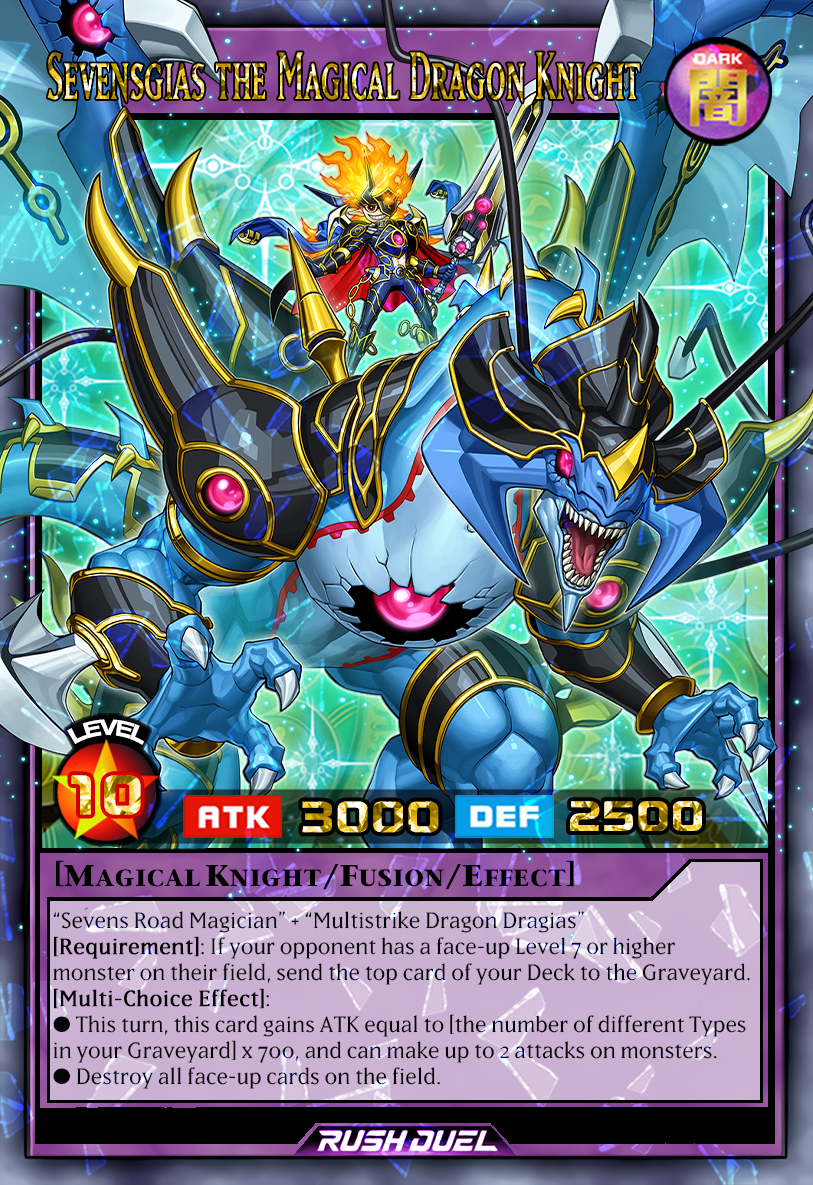 Sevensgias the Magical Dragon Knight
DARK
闇
LEVEL
10
ATK 3000 DEF 2500
[Magical Knight/Fusion/Effect]
“Sevens Road Magician” + “Multistrike Dragon Dragias”
[Requirement]: If your opponent has a face-up Level 7 or higher
monster on their field, send the top card of your Deck to the Graveyard.
[Multi-Choice Effect]:
● This turn, this card gains ATK equal to [the number of different Types
in your Graveyard] x 700, and can make up to 2 attacks on monsters.
● Destroy all face-up cards on the field.
RUSH DUEL